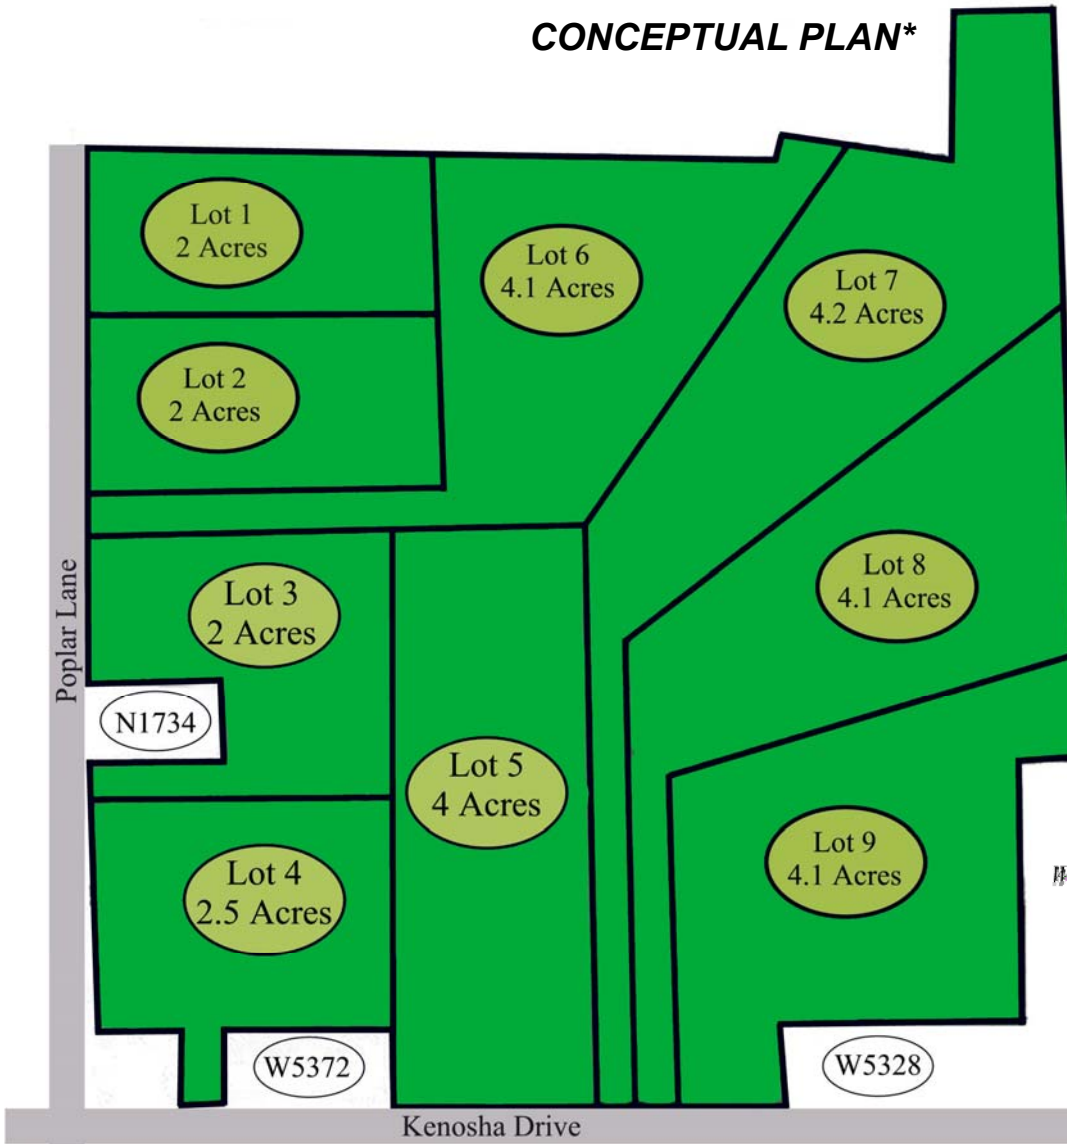 CONCEPTUAL PLAN*
Lot 1
2 Acres
Lot 6
4.1 Acres
Lot 7
4.2 Acres
Lot 2
2 Acres
Poplar Lane
Lot 3
2 Acres
Lot 8
4.1 Acres
N1734
Lot 5
4 Acres
Lot 9
4.1 Acres
Lot 4
2.5 Acres
W5372
W5328
Kenosha Drive